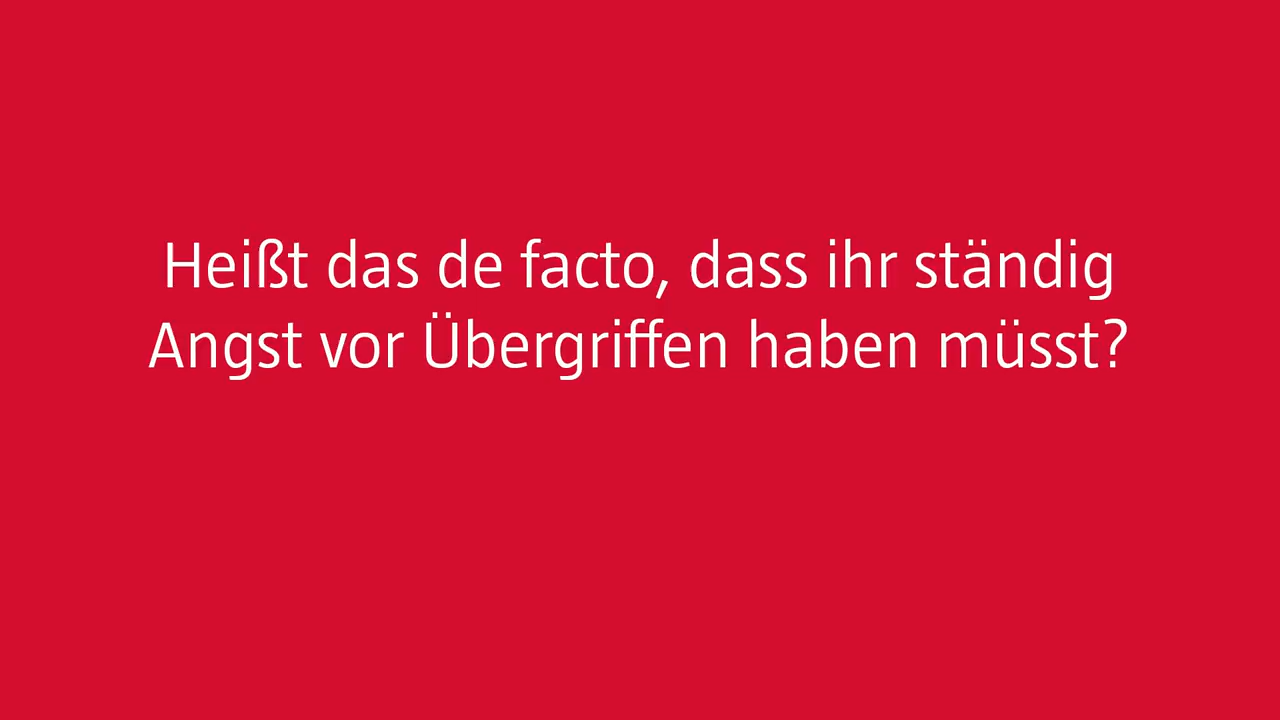 Heißt das de facto, dass ihr ständig
Angst vor Übergriffen haben müsst?